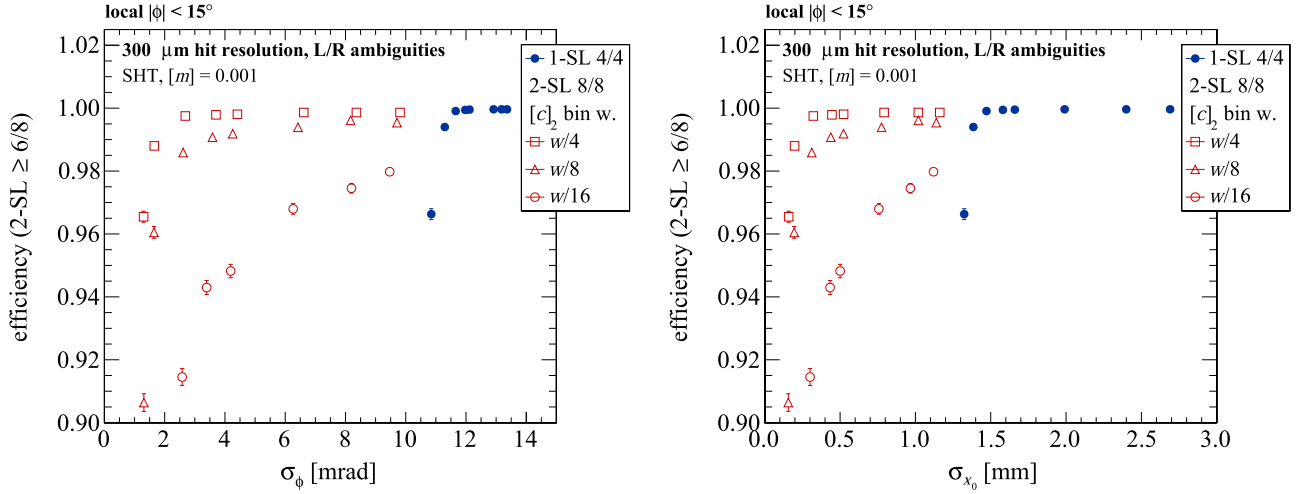 local |ϕ| < 15°
1.02
1.00
0.98
0.96
0.94
0.92
0.90
efficiency (2-SL ≥ 6/8)
300 μm hit resolution, L/R ambiguities
SHT, [m] = 0.001
1-SL 4/4
2-SL 8/8
[c]₂ bin w.
w/4
w/8
w/16
0 2 4 6 8 10 12 14
σ_ϕ [mrad]
local |ϕ| < 15°
1.02
1.00
0.98
0.96
0.94
0.92
0.90
efficiency (2-SL ≥ 6/8)
300 μm hit resolution, L/R ambiguities
SHT, [m] = 0.001
1-SL 4/4
2-SL 8/8
[c]₂ bin w.
w/4
w/8
w/16
0.0 0.5 1.0 1.5 2.0 2.5 3.0
σ_X₀ [mm]